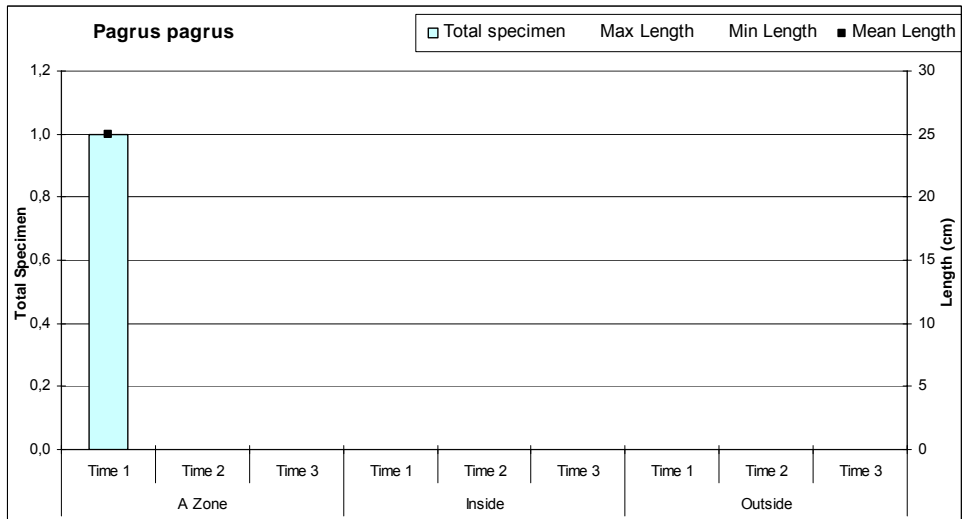 Pagrus pagrus
Total specimen Max Length Min Length Mean Length
1,2
1,0
0,8
0,6
0,4
0,2
0,0
Total Specimen
30
25
20
15
10
5
0
Length (cm)
Time 1 Time 2 Time 3 Time 1 Time 2 Time 3 Time 1 Time 2 Time 3
A Zone Inside Outside